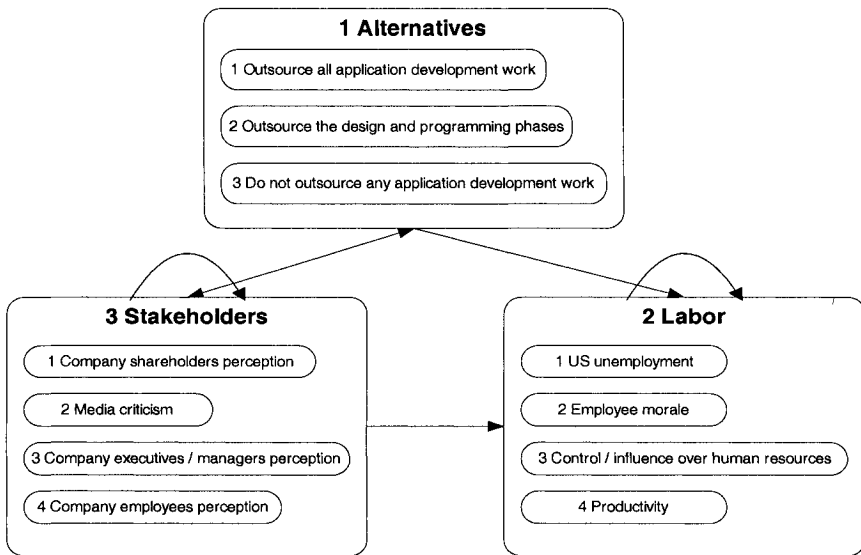 1 Alternatives
1 Outsource all application development work
2 Outsource the design and programming phases
3 Do not outsource any application development work
3 Stakeholders
1 Company shareholders perception
2 Media criticism
3 Company executives / managers perception
4 Company employees perception
2 Labor
1 US unemployment
2 Employee morale
3 Control / influence over human resources
4 Productivity